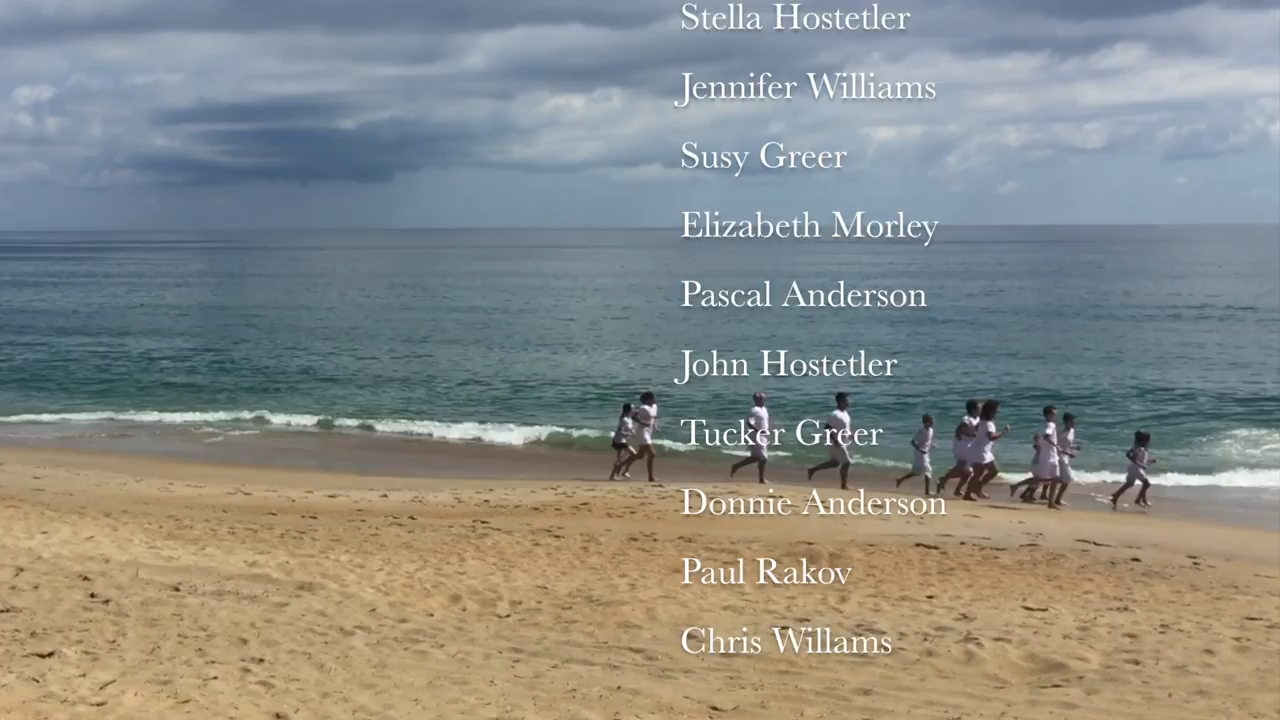 Stella Hostetler
Jennifer Williams
Susy Greer
Elizabeth Morley
Pascal Anderson
John Hostetler
Tucker Greer
Donnie Anderson
Paul Rakov
Chris Willams